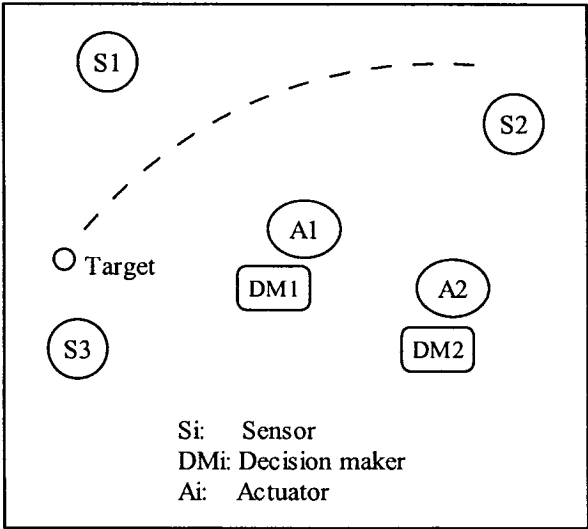 S1
S2
A1
Target
DM1
A2
S3
DM2
Si: Sensor
DMi: Decision maker
Ai: Actuator